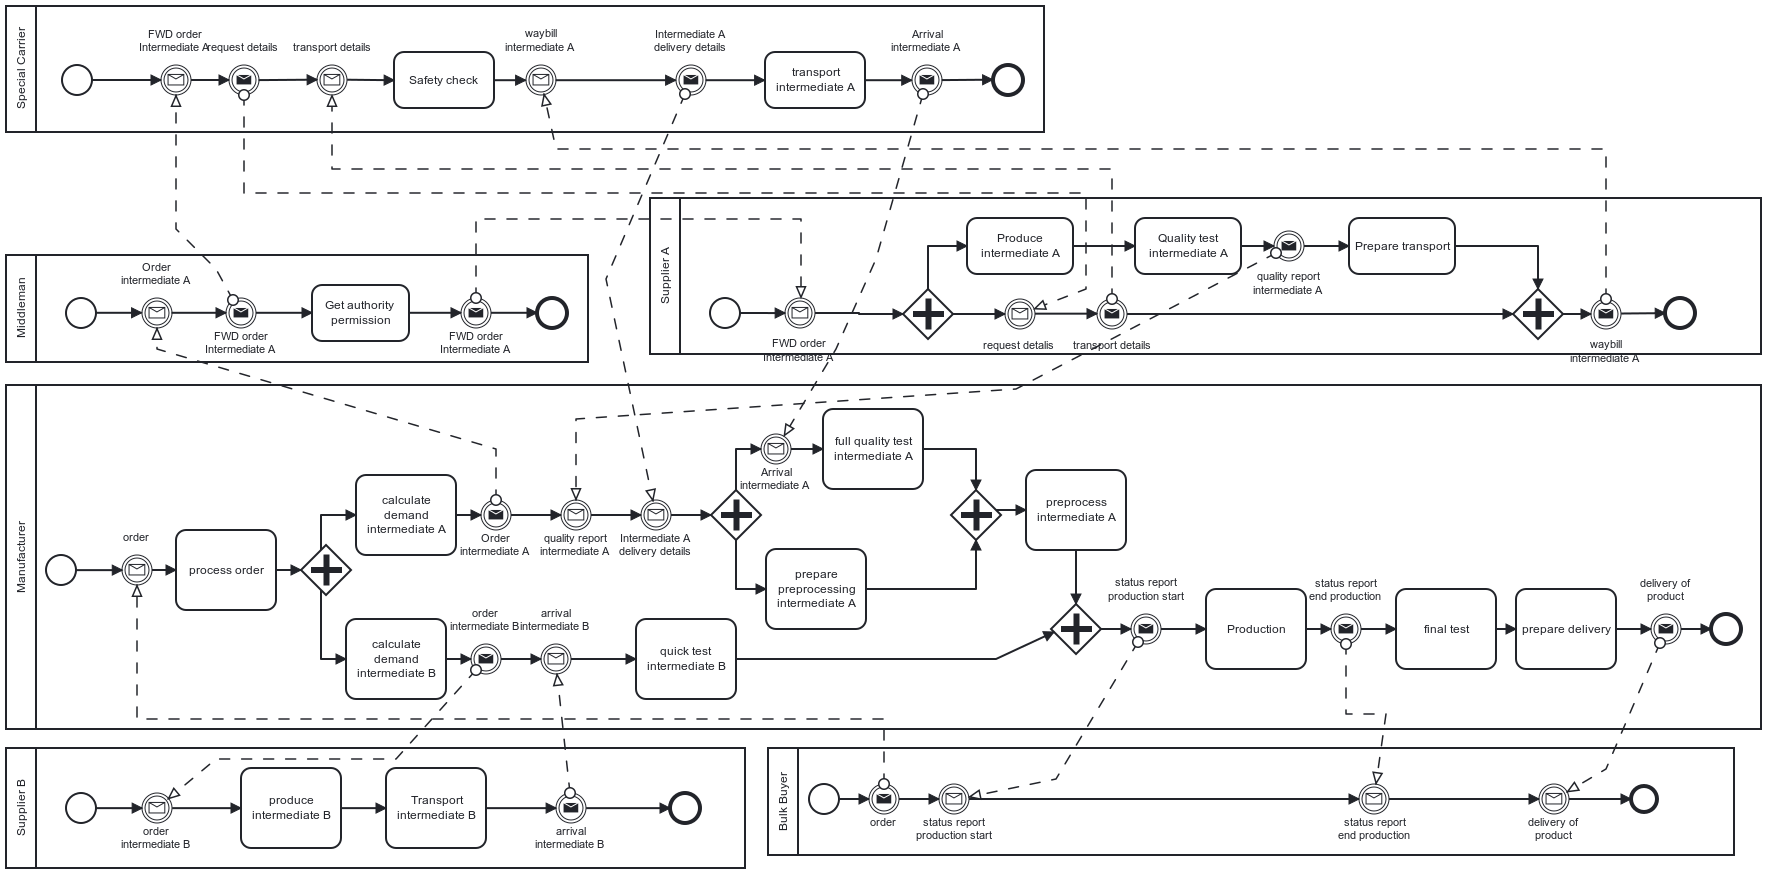 Special Carrier
FWD order
Intermediate A
request details
transport details
Safety check
waybill
intermediate A
Intermediate A
delivery details
transport
intermediate A
Arrival
intermediate A
Middleman
Order
intermediate A
FWD order
Intermediate A
Get authority
permission
FWD order
Intermediate A
Supplier A
FWD order
Intermediate A
Produce
intermediate A
request detalis
transport details
Quality test
intermediate A
quality report
intermediate A
Prepare transport
waybill
intermediate A
Manufacturer
order
process order
calculate
demand
intermediate A
Order
intermediate A
quality report
intermediate A
Intermediate A
delivery details
Arrival
intermediate A
full quality test
intermediate A
prepare
preprocessing
intermediate A
preprocess
intermediate A
calculate
demand
intermediate B
order
intermediate B
arrival
intermediate B
quick test
intermediate B
status report
production start
Production
status report
end production
final test
prepare delivery
delivery of
product
Supplier B
order
intermediate B
produce
intermediate B
Transport
intermediate B
arrival
intermediate B
Bulk Buyer
order
status report
production start
status report
end production
delivery of
product